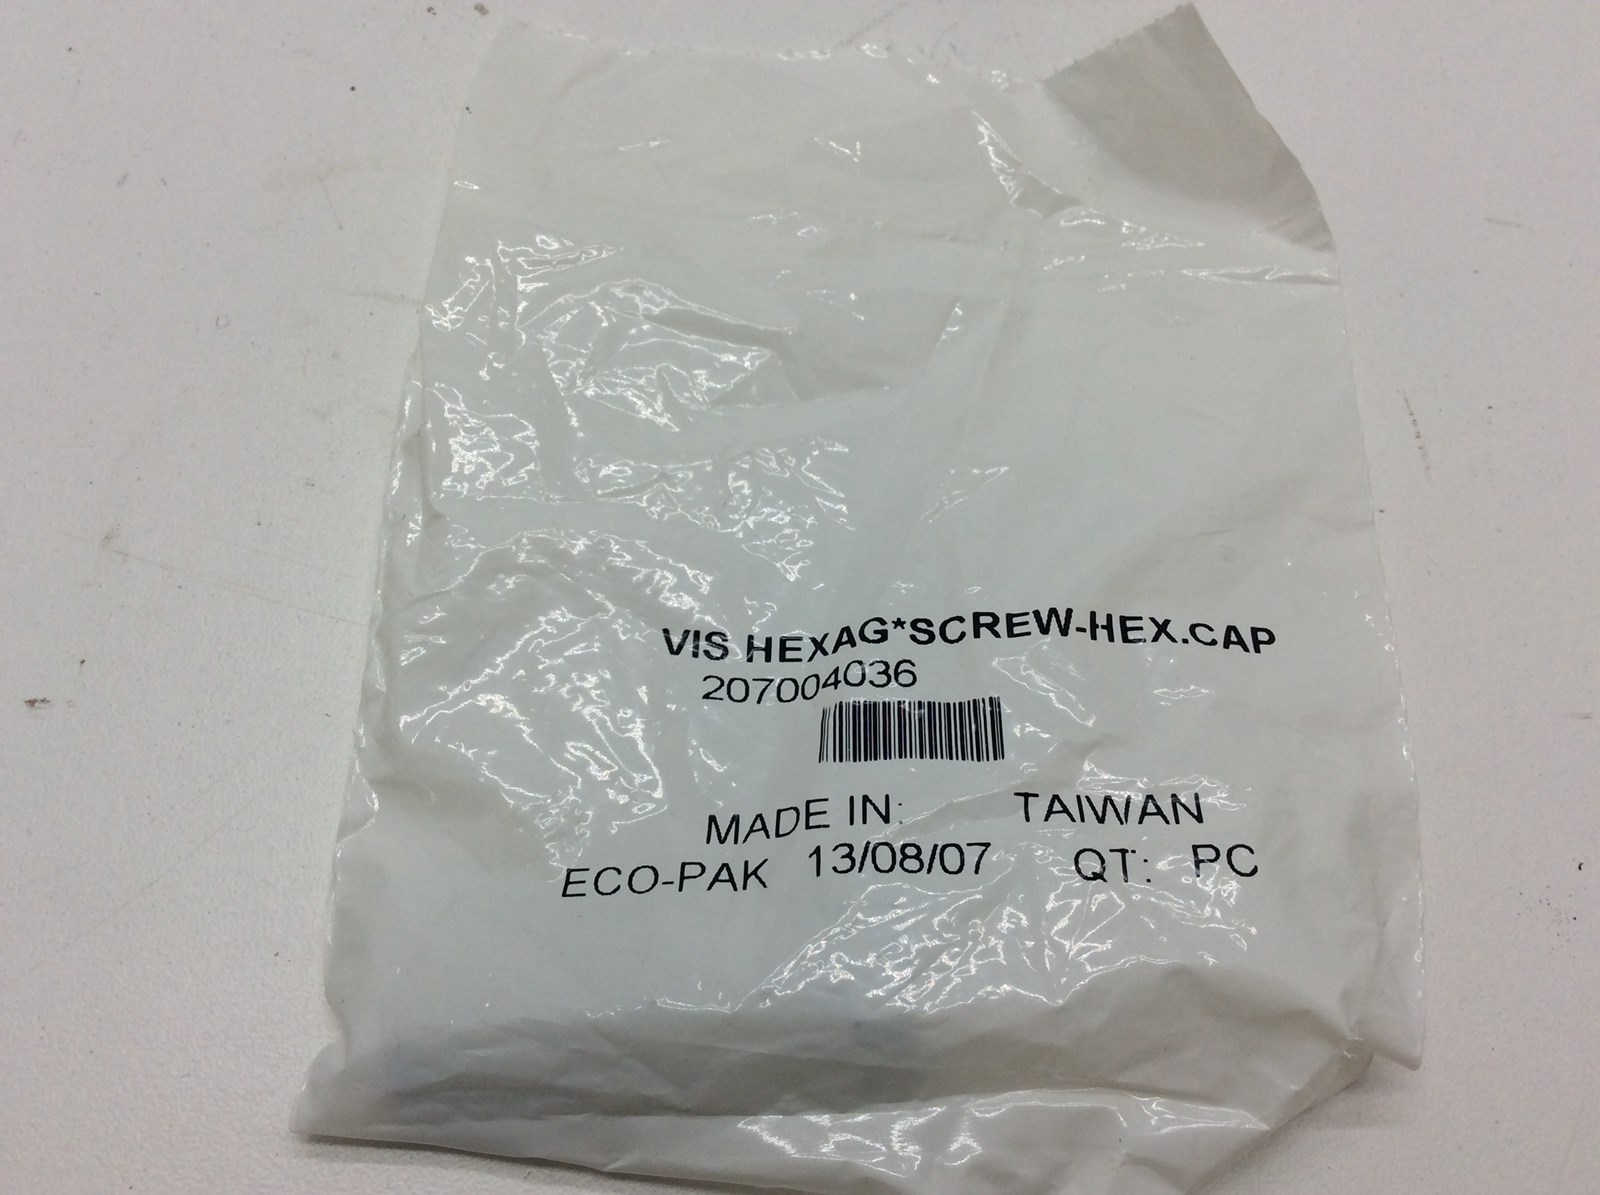 VIS HEXAG*SCREW-HEX.CAP
207004036
MADE IN: TAIWAN
ECO-PAK 13/08/07 QT: PC